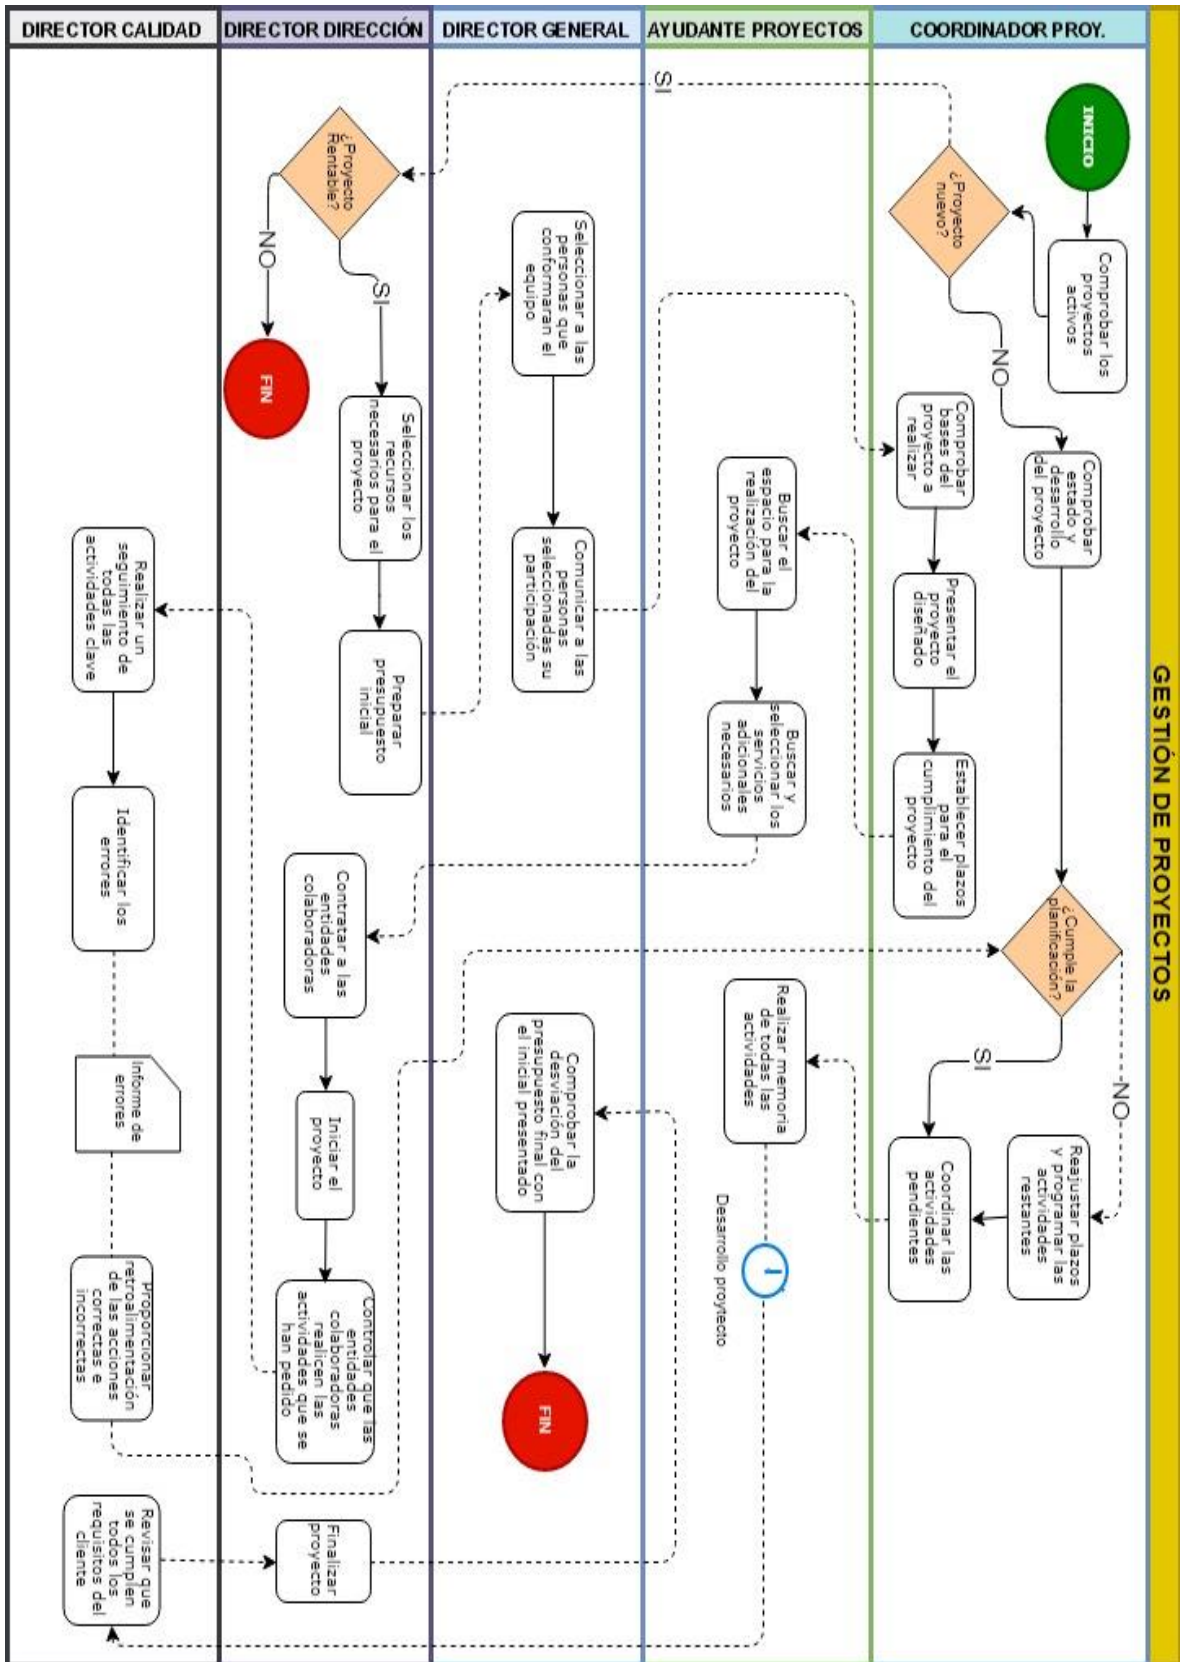 GESTIÓN DE PROYECTOS
COORDINADOR PROY.
AYUDANTE PROYECTOS
DIRECTOR GENERAL
DIRECTOR DIRECCIÓN
DIRECTOR CALIDAD
INICIO
Comprobar los
proyectos
activos
¿Proyecto
nuevo?
SI
NO
Comprobar
estado y
desarrollo
del proyecto
¿Cumple la
planificación?
NO
SI
Reajustar plazos
y programar las
actividades
restantes
Coordinar las
actividades
pendientes
Comprobar
bases del
proyecto a
realizar
Presentar el
proyecto
diseñado
Establecer plazos
para el
cumplimiento del
proyecto
Buscar el
espacio para la
realización del
proyecto
Buscar y
seleccionar los
servicios
adicionales
necesarios
Realizar memoria
de todas las
actividades
Desarrollo proytecto
Seleccionar a las
personas que
conformaran el
equipo
Comunicar a las
personas
seleccionadas su
participación
Comprobar la
desviación del
presupuesto final con
el inicial presentado
FIN
¿Proyecto
Rentable?
NO
SI
FIN
Seleccionar los
recursos
necesarios para el
proyecto
Preparar
presupuesto
inicial
Contratar a las
entidades
colaboradoras
Iniciar el
proyecto
Controlar que las
entidades
colaboradoras
realicen las
actividades que se
han pedido
Finalizar
proyecto
Realizar un
seguimiento de
todas las
actividades clave
Identificar los
errores
Informe de
errores
Proporcionar
retroalimentación
de las acciones
correctas e
incorrectas
Revisar que
se cumplen
todos los
requisitos del
cliente